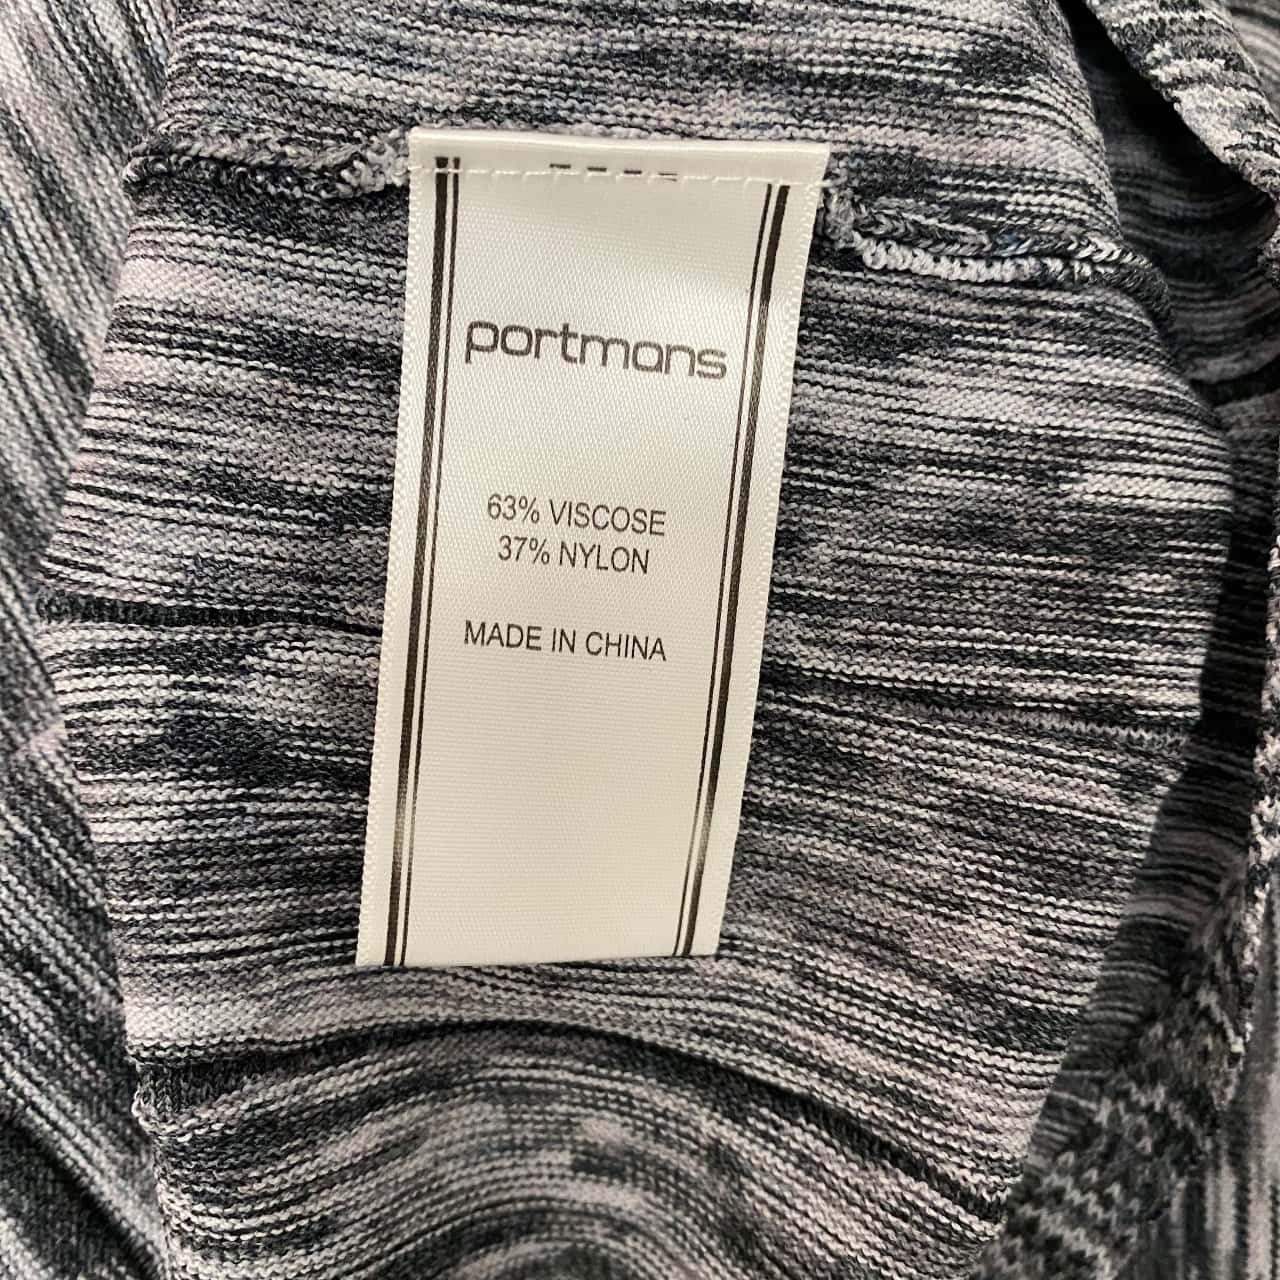 portmans
63% VISCOSE
37% NYLON
MADE IN CHINA